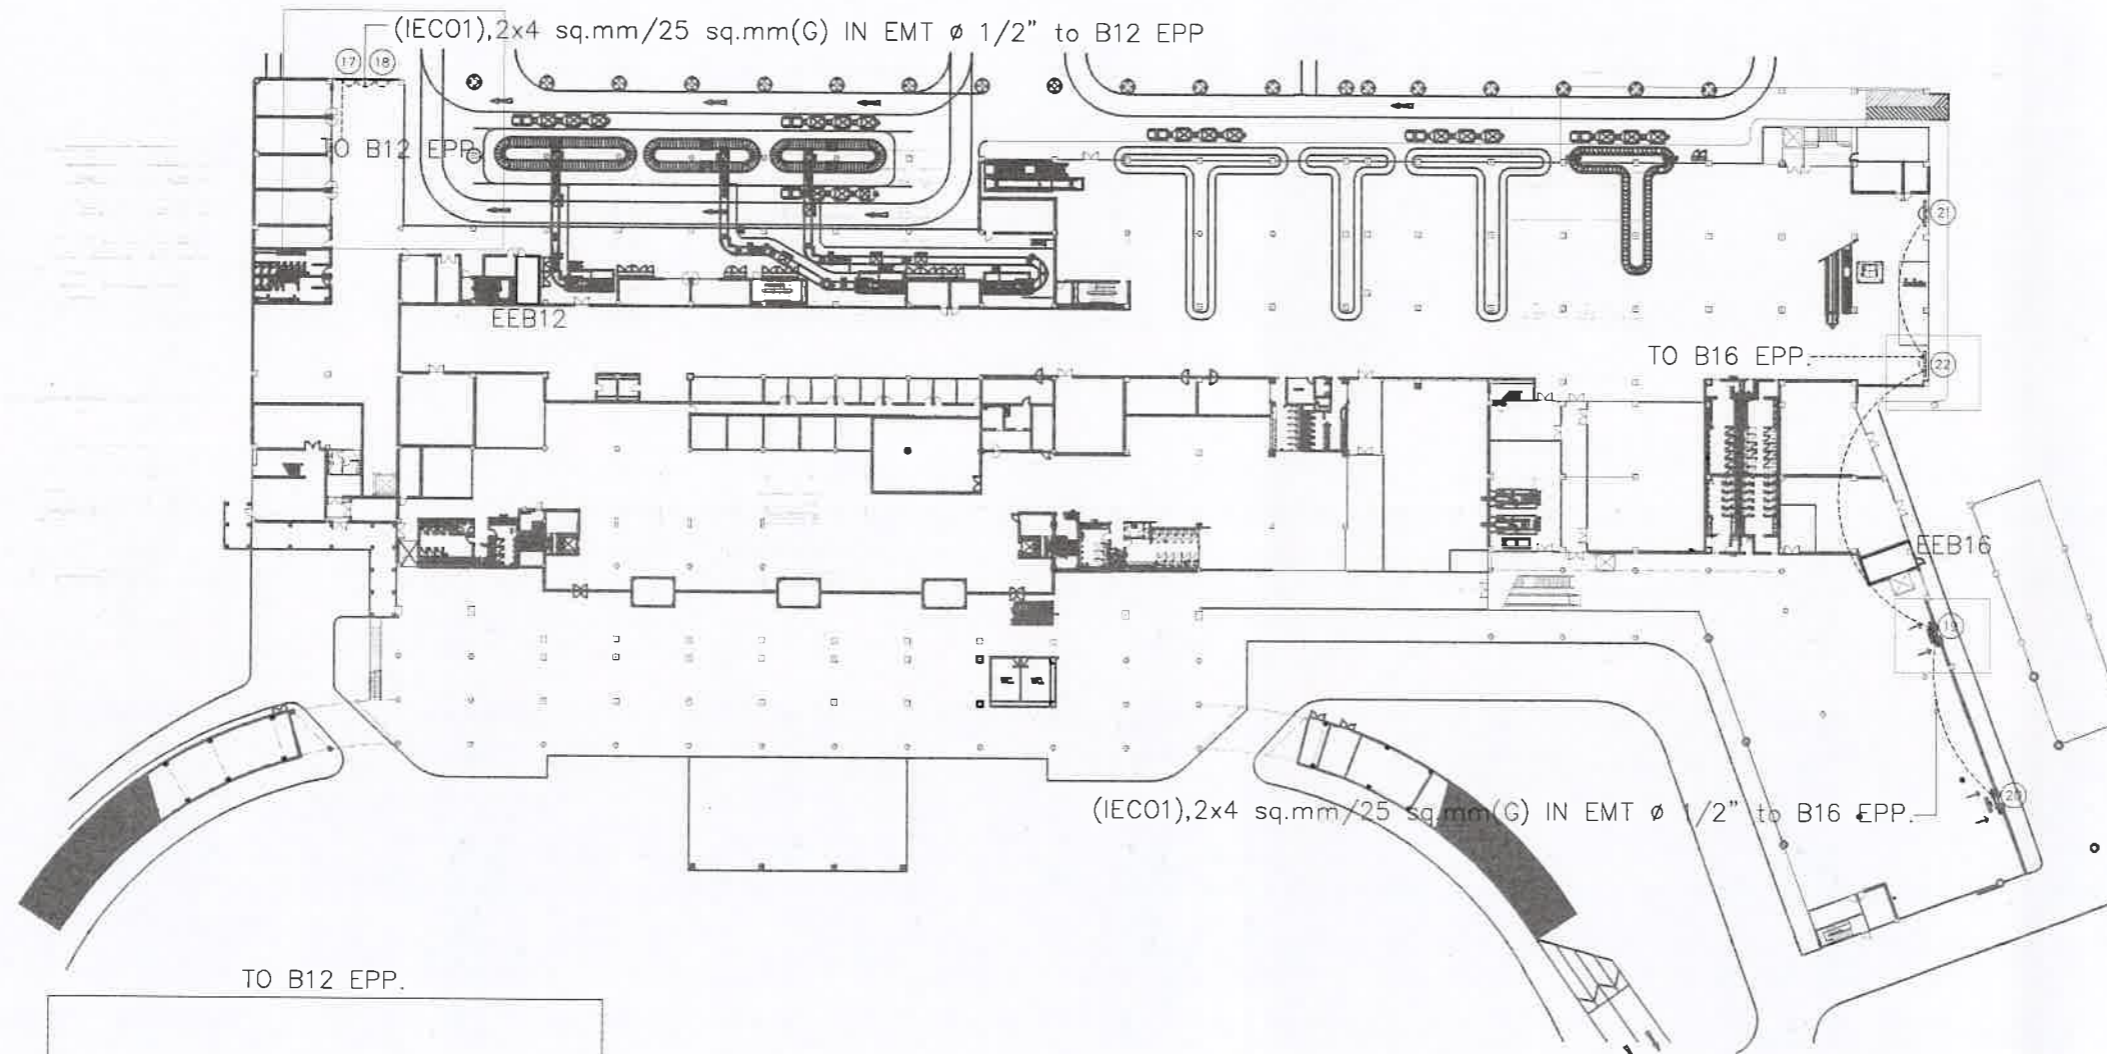 (IEC01),2x4 sq.mm/25 sq.mm(G) IN EMT ø 1/2" to B12 EPP
17 18
TO B12 EPP.
21
EEB12
TO B16 EPP.
22
EEB16
19
20
(IEC01),2x4 sq.mm/25 sq.mm(G) IN EMT ø 1/2" to B16 EPP.
TO B12 EPP.